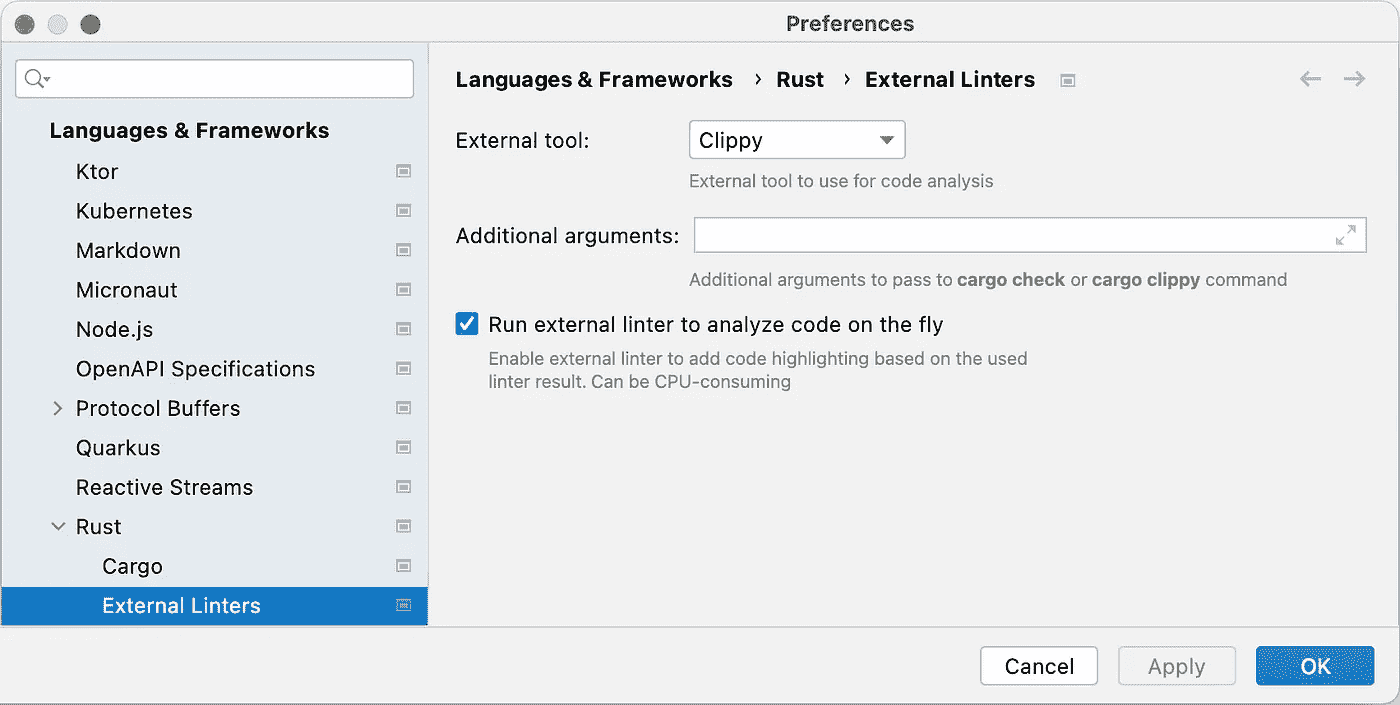 Preferences
Languages & Frameworks
Ktor
Kubernetes
Markdown
Micronaut
Node.js
OpenAPI Specifications
Protocol Buffers
Quarkus
Reactive Streams
Rust
Cargo
External Linters
Languages & Frameworks › Rust › External Linters
External tool: Clippy
External tool to use for code analysis
Additional arguments:
Additional arguments to pass to cargo check or cargo clippy command
Run external linter to analyze code on the fly
Enable external linter to add code highlighting based on the used
linter result. Can be CPU-consuming
Cancel Apply OK